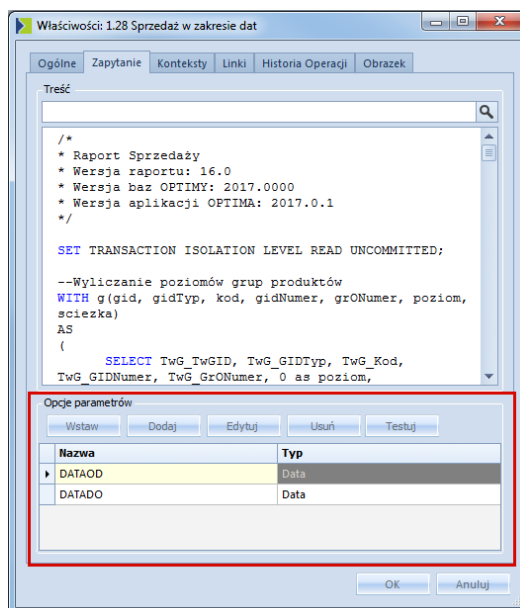 Właściwości: 1.28 Sprzedaż w zakresie dat
Ogólne Zapytanie Konteksty Linki Historia Operacji Obrazek
Treść
/*
* Raport Sprzedaży
* Wersja raportu: 16.0
* Wersja baz OPTIMY: 2017.0000
* Wersja aplikacji OPTIMA: 2017.0.1
*/
SET TRANSACTION ISOLATION LEVEL READ UNCOMMITTED;
--Wyliczanie poziomów grup produktów
WITH g(gid, gidTyp, kod, gidNumer, grONumer, poziom,
sciezka)
AS
(
SELECT TwG_TwGID, TwG_GIDTyp, TwG_Kod,
TwG_GIDNumer, TwG_GrONumer, 0 as poziom,
Opcje parametrów
Wstaw Dodaj Edytuj Usuń Testuj
Nazwa Typ
DATAOD Data
DATADO Data
OK Anuluj